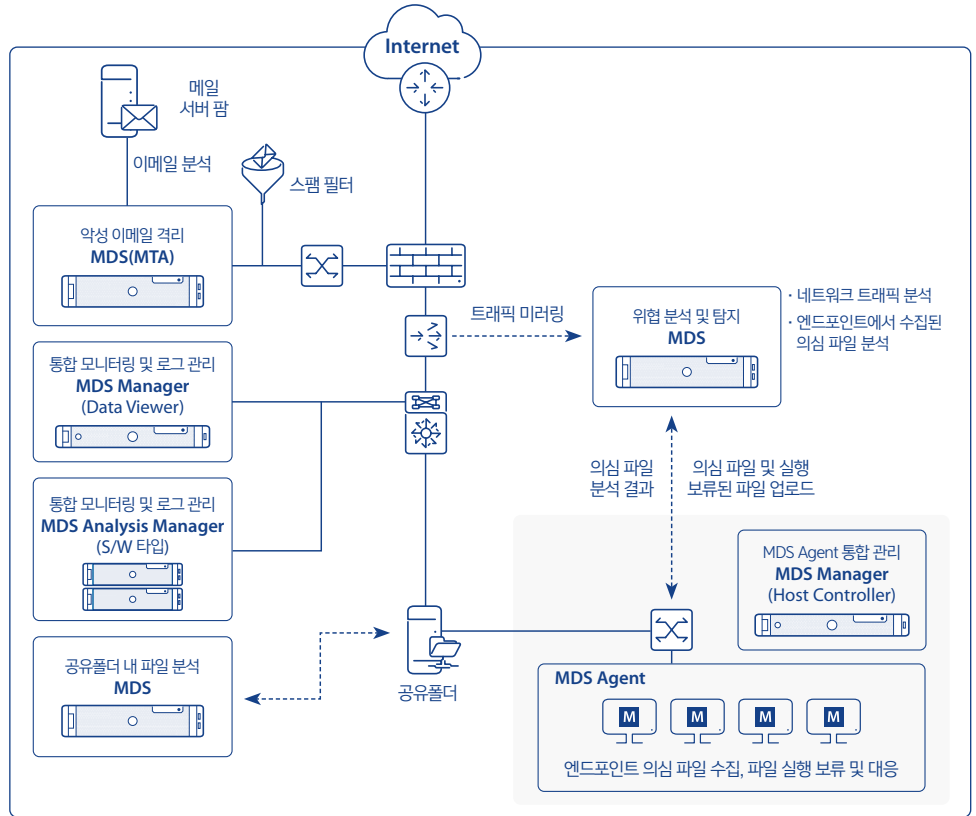 Internet
메일
서버 팜
이메일 분석
스팸 필터
악성 이메일 격리
MDS(MTA)
트래픽 미러링
위협 분석 및 탐지
MDS
· 네트워크 트래픽 분석
· 엔드포인트에서 수집된
의심 파일 분석
통합 모니터링 및 로그 관리
MDS Manager
(Data Viewer)
의심 파일
분석 결과
의심 파일 및 실행
보류된 파일 업로드
통합 모니터링 및 로그 관리
MDS Analysis Manager
(S/W 타입)
MDS Agent 통합 관리
MDS Manager
(Host Controller)
공유폴더 내 파일 분석
MDS
공유폴더
MDS Agent
M
M
M
M
엔드포인트 의심 파일 수집, 파일 실행 보류 및 대응